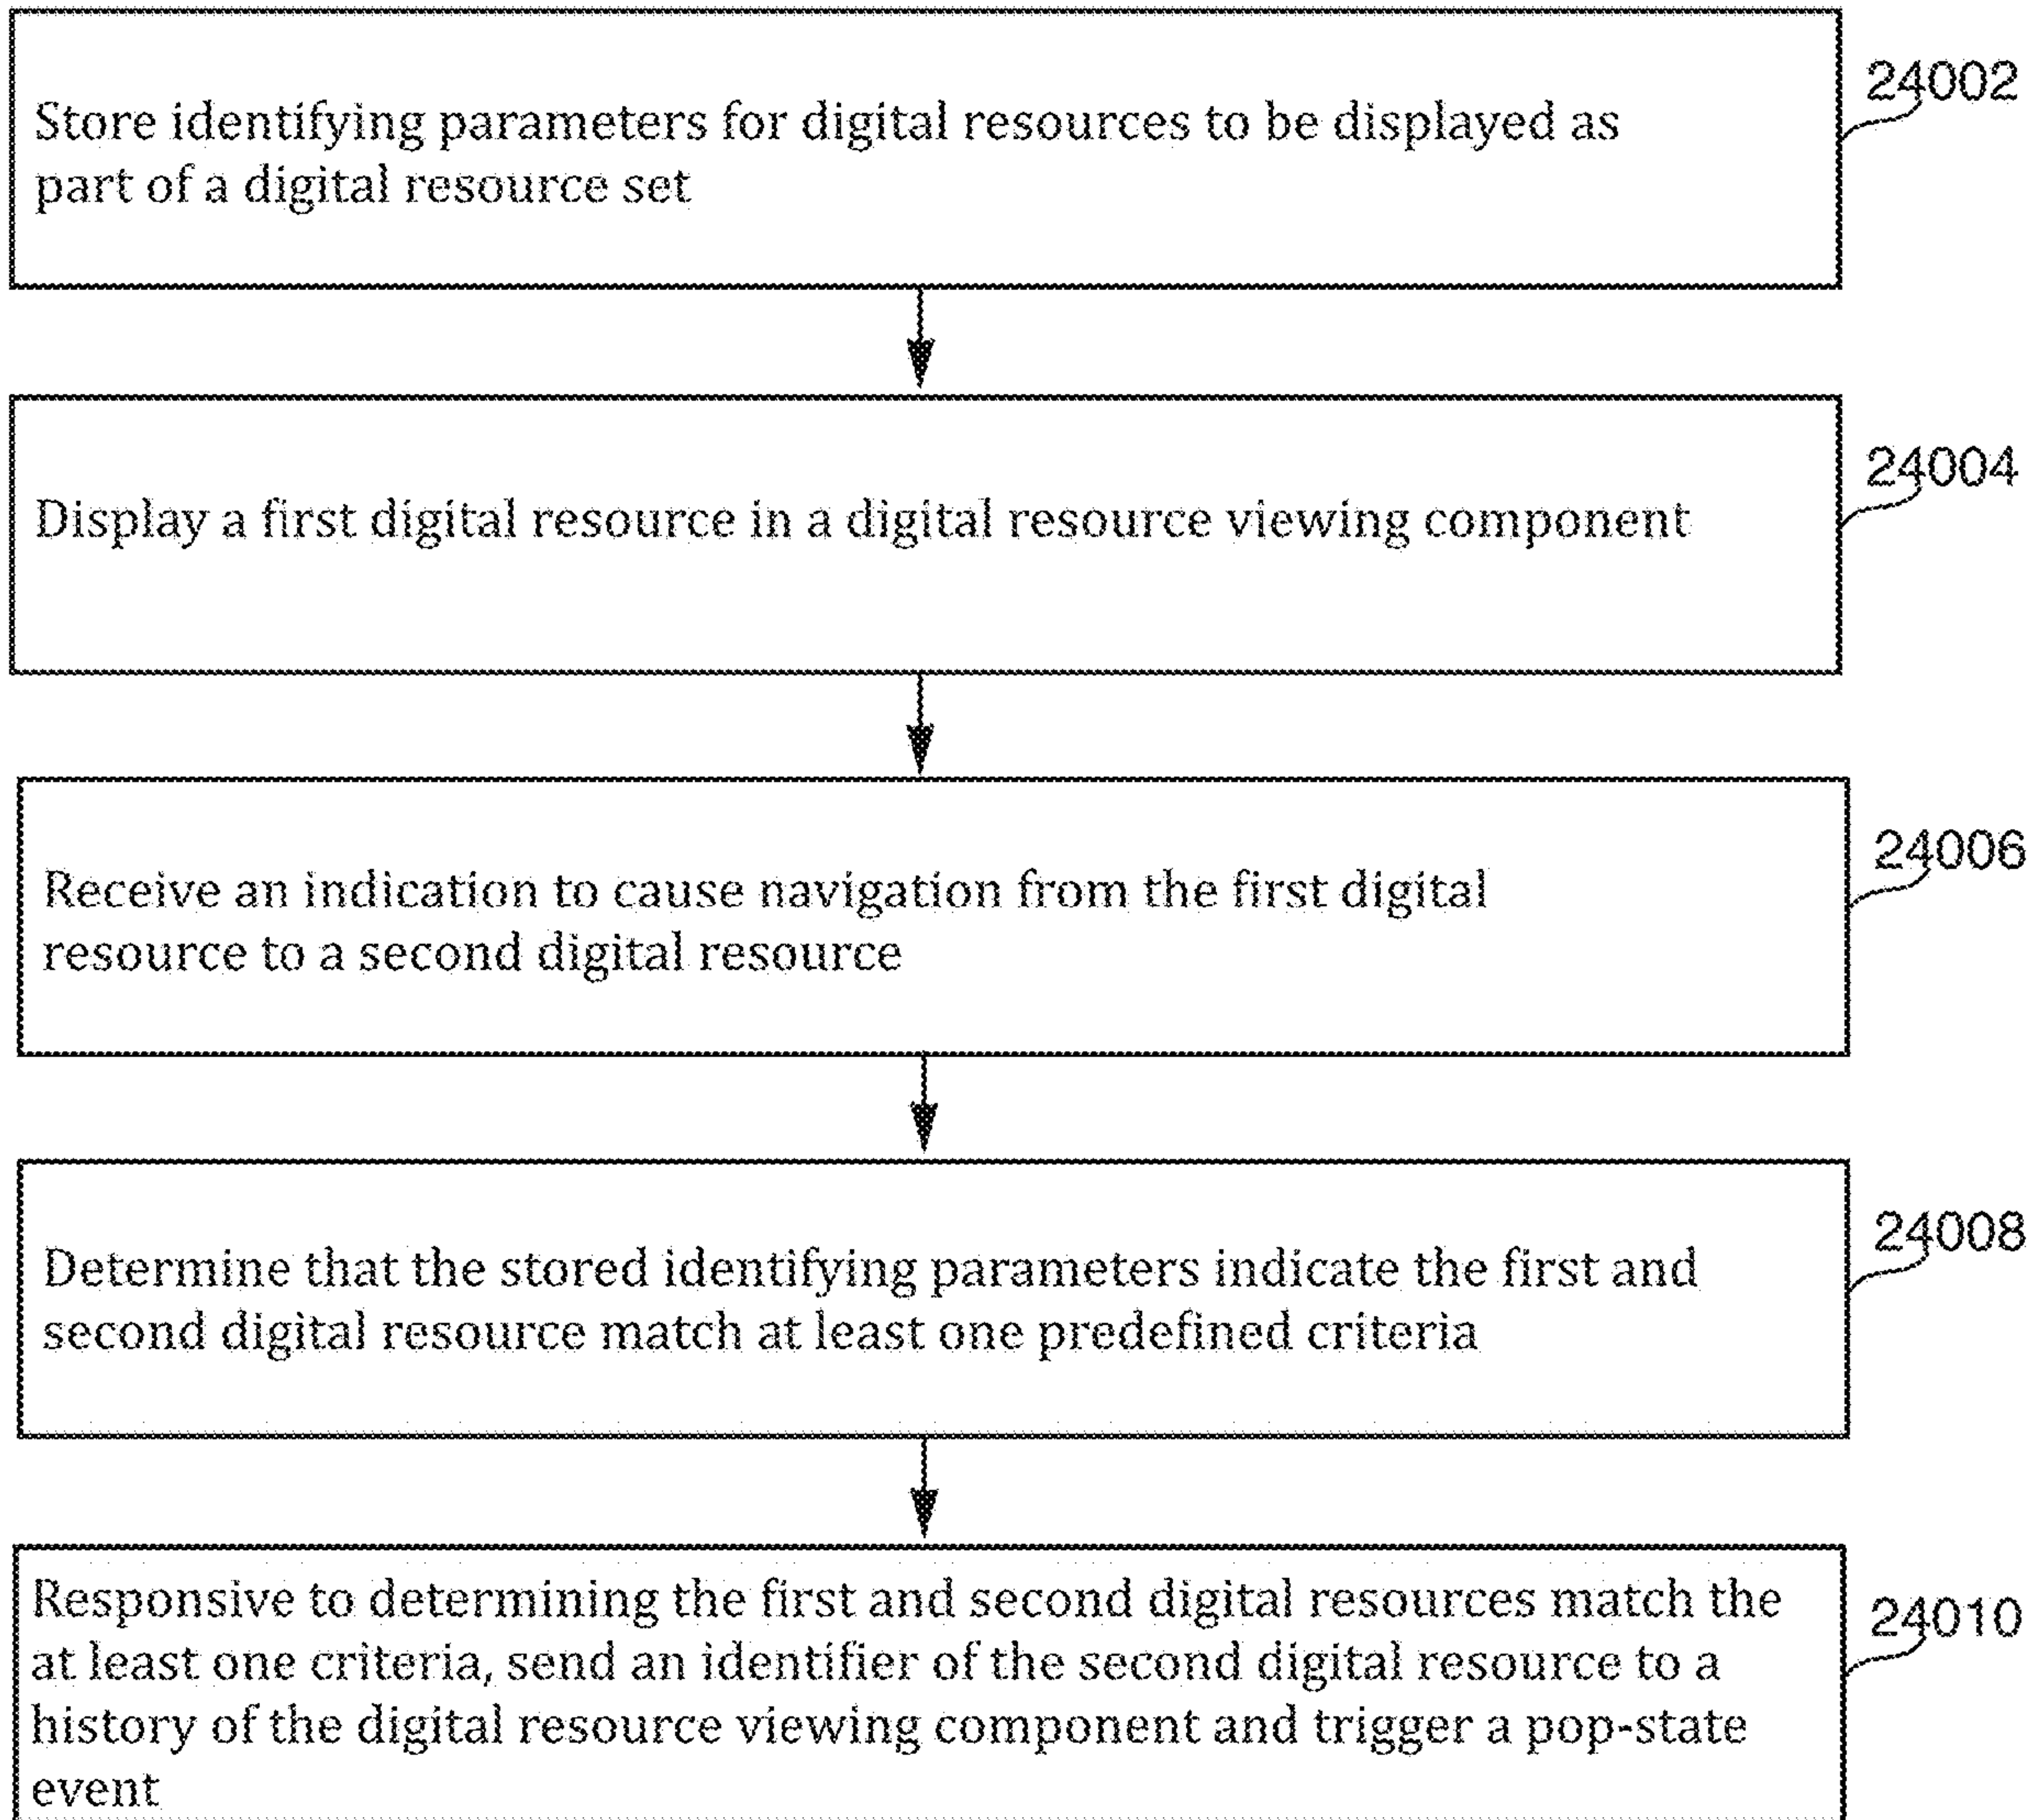 24002
Store identifying parameters for digital resources to be displayed as
part of a digital resource set
24004
Display a first digital resource in a digital resource viewing component
24006
Receive an indication to cause navigation from the first digital
resource to a second digital resource
24008
Determine that the stored identifying parameters indicate the first and
second digital resource match at least one predefined criteria
24010
Responsive to determining the first and second digital resources match the
at least one criteria, send an identifier of the second digital resource to a
history of the digital resource viewing component and trigger a pop-state
event